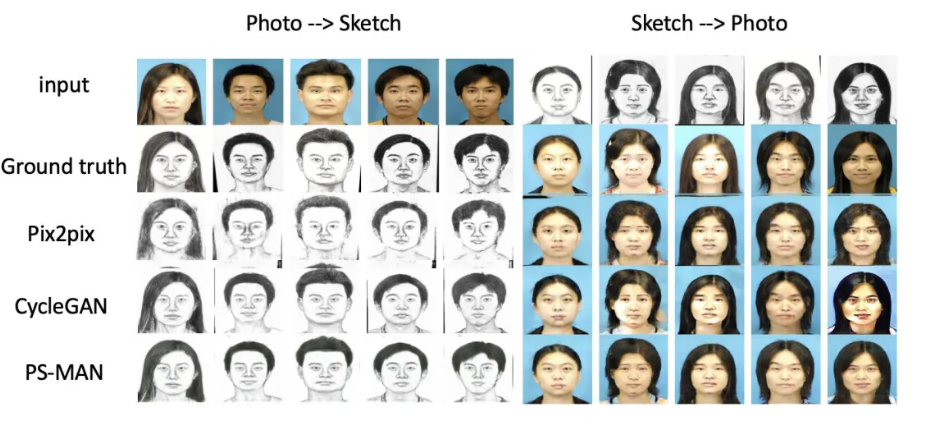 Photo --> Sketch
Sketch --> Photo
input
Ground truth
Pix2pix
CycleGAN
PS-MAN